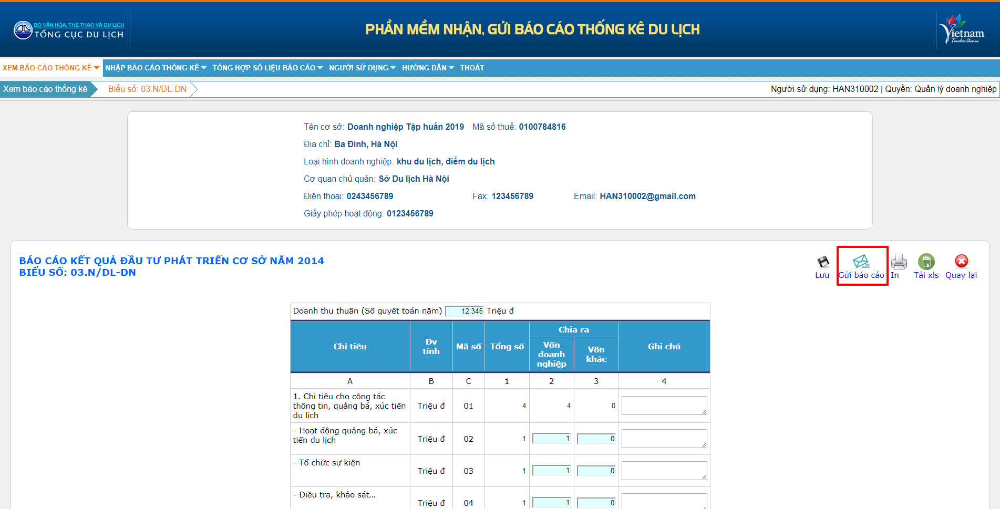 BỘ VĂN HÓA, THỂ THAO VÀ DU LỊCH
TỔNG CỤC DU LỊCH
PHẦN MỀM NHẬN, GỬI BÁO CÁO THỐNG KÊ DU LỊCH
Vietnam
Timeless Charm
XEM BÁO CÁO THỐNG KÊ NHẬP BÁO CÁO THỐNG KÊ TỔNG HỢP SỐ LIỆU BÁO CÁO NGƯỜI SỬ DỤNG HƯỚNG DẪN THOÁT
Xem báo cáo thống kê Biểu số: 03.N/DL-DN Người sử dụng: HAN310002 | Quyền: Quản lý doanh nghiệp
Tên cơ sở: Doanh nghiệp Tập huấn 2019 Mã số thuế: 0100784816
Địa chỉ: Ba Đình, Hà Nội
Loại hình doanh nghiệp: khu du lịch, điểm du lịch
Cơ quan chủ quản: Sở Du lịch Hà Nội
Điện thoại: 0243456789 Fax: 123456789 Email: HAN310002@gmail.com
Giấy phép hoạt động: 0123456789
BÁO CÁO KẾT QUẢ ĐẦU TƯ PHÁT TRIỂN CƠ SỞ NĂM 2014
BIỂU SỐ: 03.N/DL-DN
Lưu Gửi báo cáo In Tải xls Quay lại
Doanh thu thuần (Số quyết toán năm) 12.345 Triệu đ
Chỉ tiêu
Đv
tính
Mã số
Tổng số
Chia ra
Vốn
doanh
nghiệp
Vốn
khác
Ghi chú
A B C 1 2 3 4
1. Chi tiêu cho công tác
thông tin, quảng bá, xúc tiến
du lịch
Triệu đ 01 4 4 0
- Hoạt động quảng bá, xúc
tiến du lịch
Triệu đ 02 1 1 0
- Tổ chức sự kiện
Triệu đ 03 1 1 0
- Điều tra, khảo sát...
Triệu đ 04 1 1 0